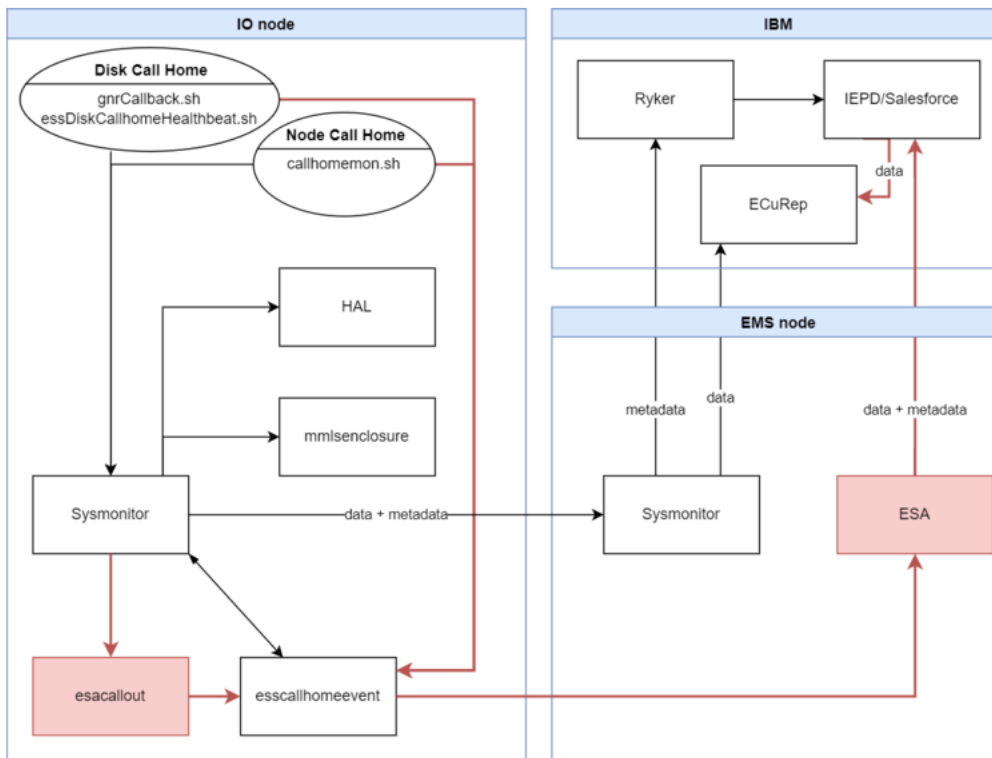 IO node
Disk Call Home
gnrCallback.sh
essDiskCallhomeHealthbeat.sh
Node Call Home
callhomemon.sh
HAL
mmlsenclosure
Sysmonitor
data + metadata
esacallout
esscallhomeevent
IBM
Ryker
IEPD/Salesforce
data
ECuRep
EMS node
metadata
data
data + metadata
Sysmonitor
ESA